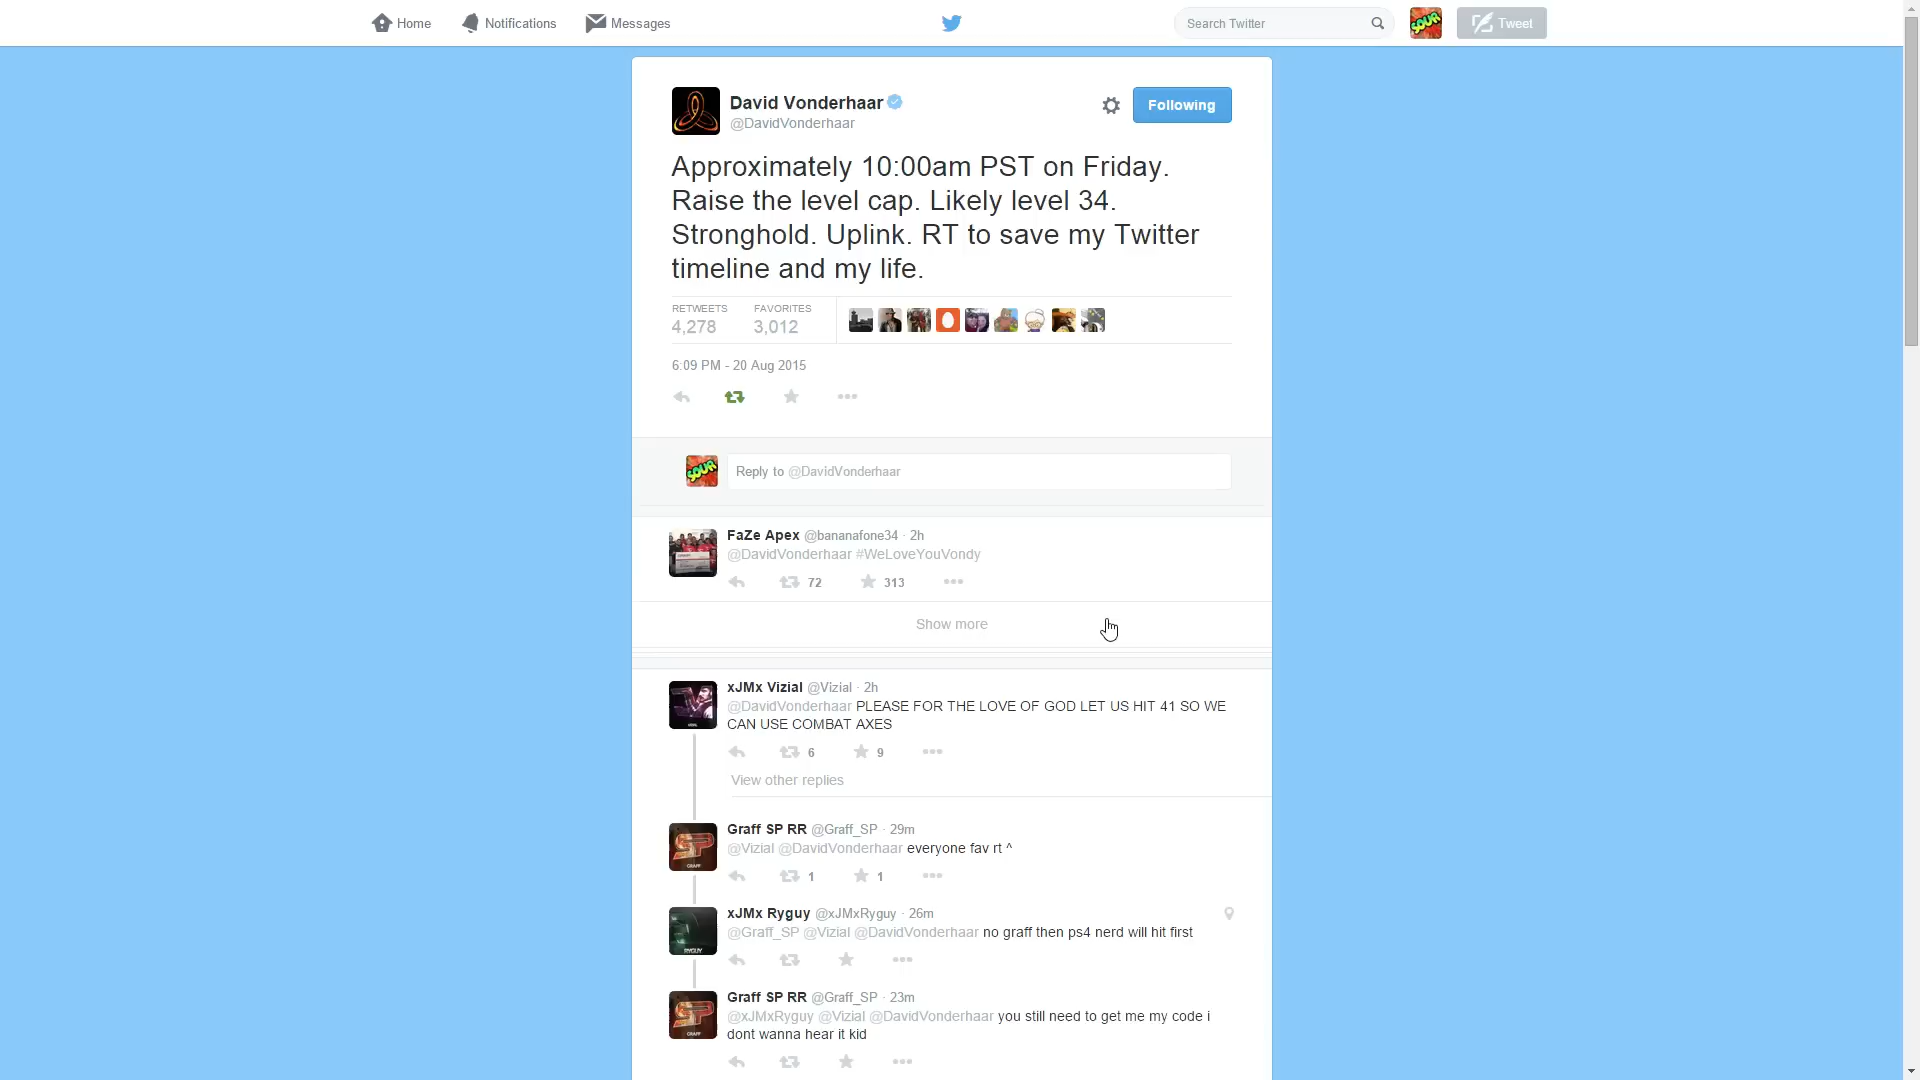 Home Notifications Messages Search Twitter Tweet
David Vonderhaar
@DavidVonderhaar
Following
Approximately 10:00am PST on Friday.
Raise the level cap. Likely level 34.
Stronghold. Uplink. RT to save my Twitter
timeline and my life.
RETWEETS FAVORITES
4,278 3,012
6:09 PM - 20 Aug 2015
SOUR Reply to @DavidVonderhaar
FaZe Apex @bananafone34 · 2h
@DavidVonderhaar #WeLoveYouVondy
72 313
Show more
xJMx Vizial @Vizial · 2h
@DavidVonderhaar PLEASE FOR THE LOVE OF GOD LET US HIT 41 SO WE
CAN USE COMBAT AXES
6 9
View other replies
Graff SP RR @Graff_SP · 29m
@Vizial @DavidVonderhaar everyone fav rt ^
1 1
xJMx Ryguy @xJMxRyguy · 26m
@Graff_SP @Vizial @DavidVonderhaar no graff then ps4 nerd will hit first
Graff SP RR @Graff_SP · 23m
@xJMxRyguy @Vizial @DavidVonderhaar you still need to get me my code i
dont wanna hear it kid